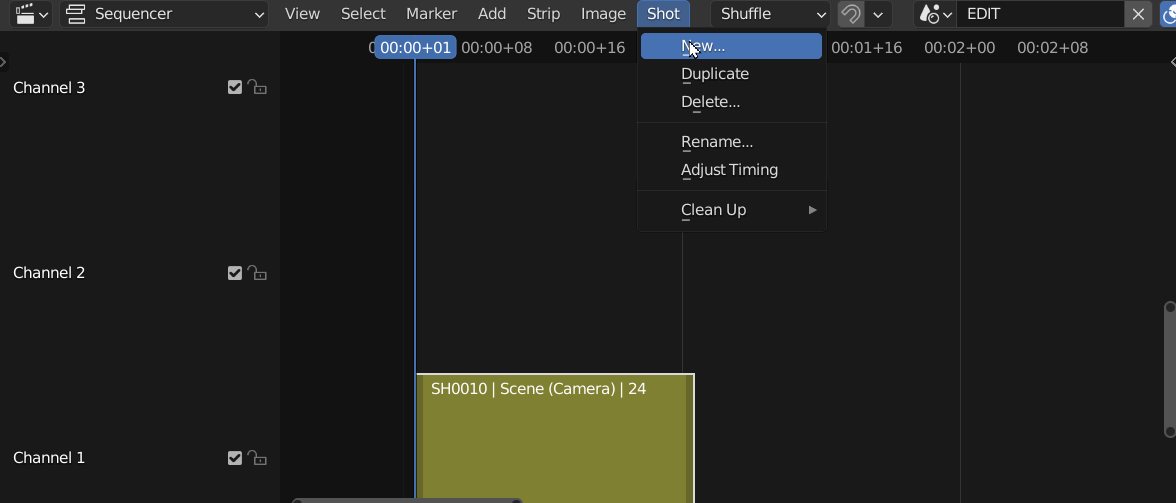 Sequencer View Select Marker Add Strip Image Shot Shuffle EDIT
00:00+01 00:00+08 00:00+16 00:01+16 00:02+00 00:02+08
New...
Channel 3
Duplicate
Delete...
Rename...
Adjust Timing
Clean Up
Channel 2
SH0010 | Scene (Camera) | 24
Channel 1